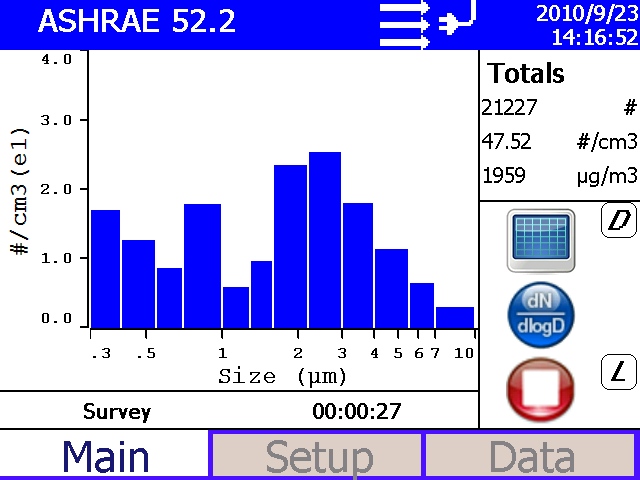 ASHRAE 52.2
2010/9/23
14:16:52
4.0
3.0
2.0
1.0
0.0
#/cm3(e1)
.3 .5 1 2 3 4 5 6 7 10
Size (μm)
Totals
21227 #
47.52 #/cm3
1959 μg/m3
D
dN
dlogD
L
Survey 00:00:27
Main Setup Data